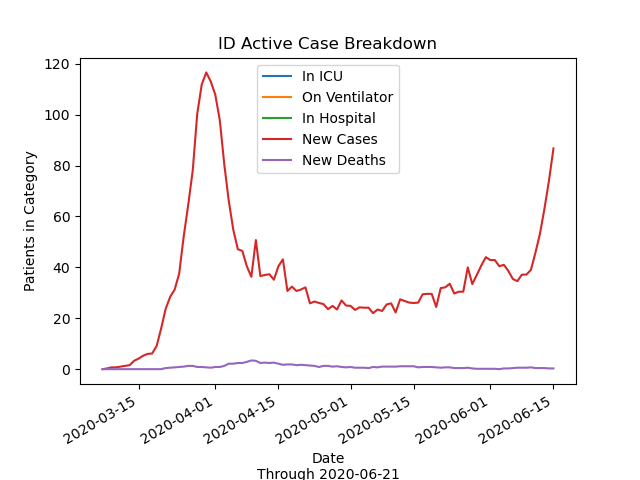 ID Active Case Breakdown
Patients in Category
120
100
80
60
40
20
0
In ICU
On Ventilator
In Hospital
New Cases
New Deaths
2020-03-15
2020-04-01
2020-04-15
2020-05-01
2020-05-15
2020-06-01
2020-06-15
Date
Through 2020-06-21